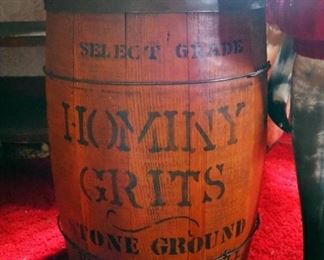 SELECT GRADE
HOMINY
GRITS
STONE GROUND